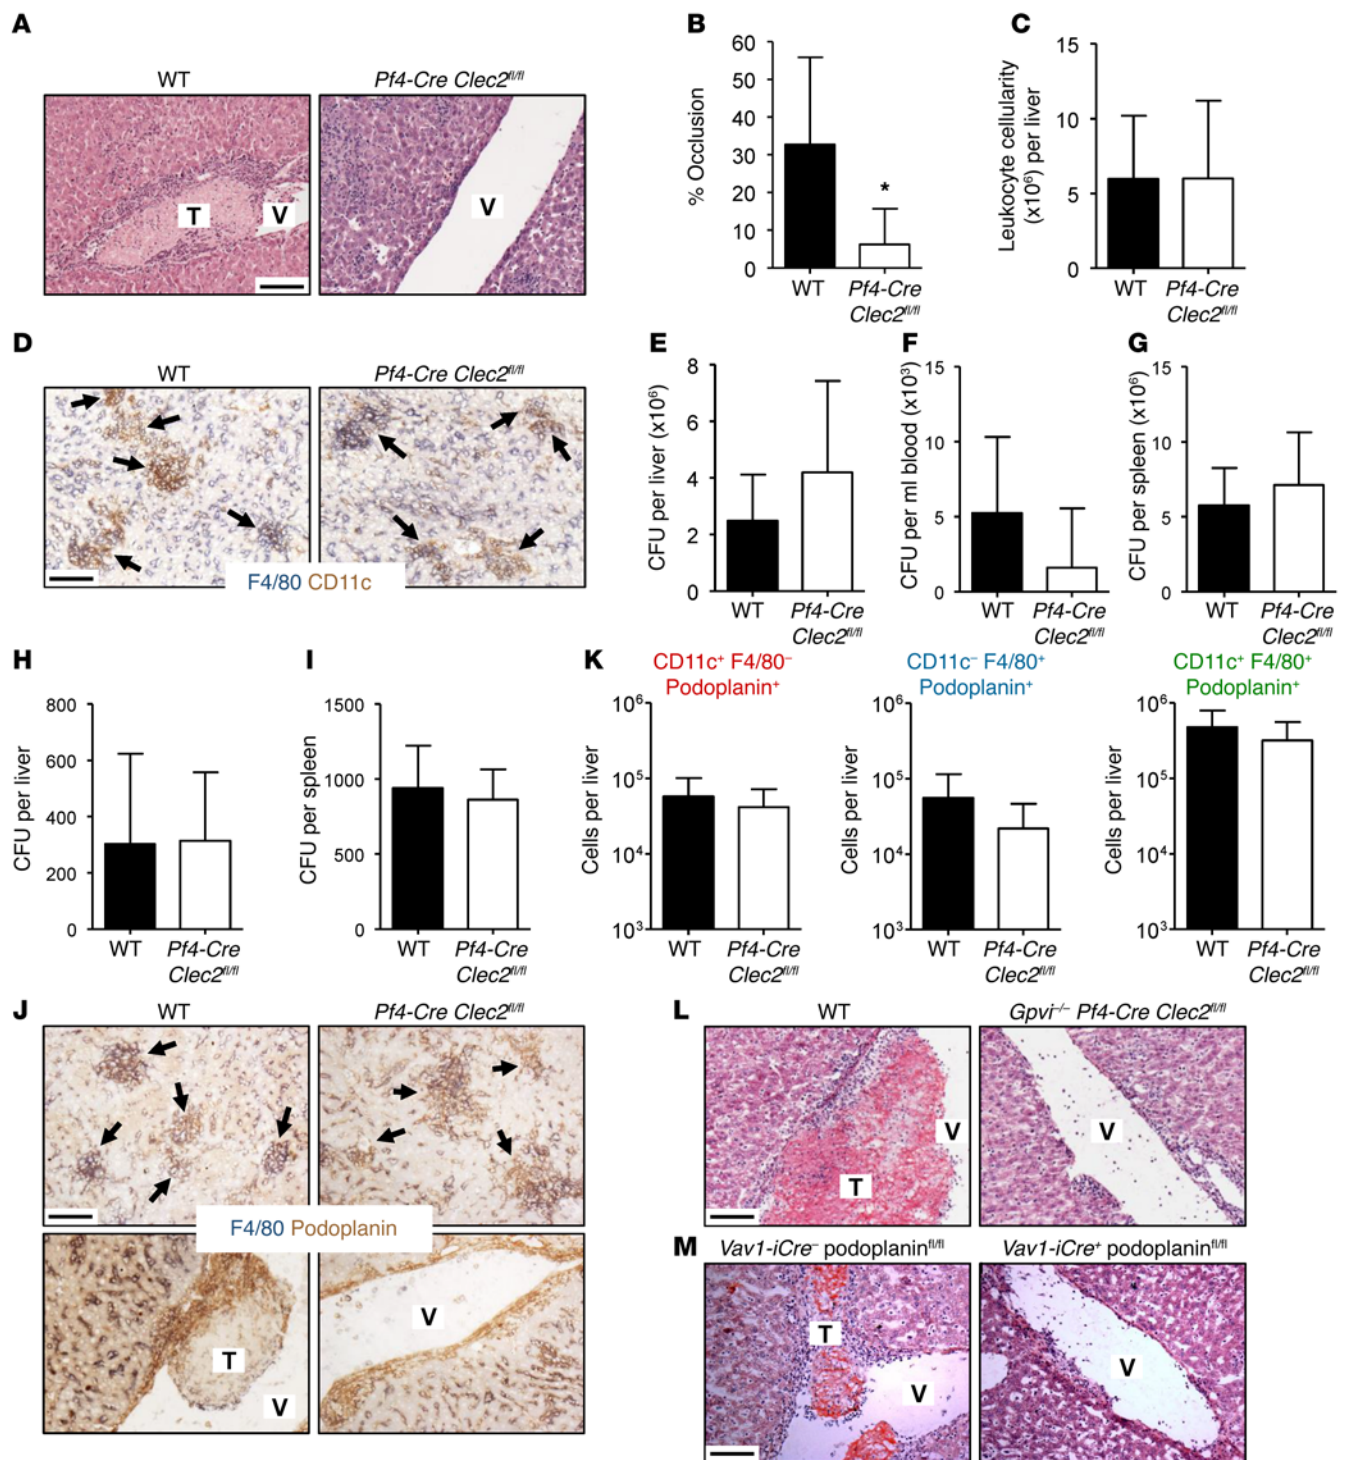 A
WT
Pf4-Cre Clec2fl/fl
T
V
V
B
% Occlusion
60
50
40
30
20
10
0
*
WT
Pf4-Cre
Clec2fl/fl
C
Leukocyte cellularity
(x10⁶) per liver
15
10
5
0
WT
Pf4-Cre
Clec2fl/fl
D
WT
Pf4-Cre Clec2fl/fl
F4/80 CD11c
E
CFU per liver (x10⁶)
8
6
4
2
0
WT
Pf4-Cre
Clec2fl/fl
F
CFU per ml blood (x10³)
15
10
5
0
WT
Pf4-Cre
Clec2fl/fl
G
CFU per spleen (x10⁶)
15
10
5
0
WT
Pf4-Cre
Clec2fl/fl
H
CFU per liver
800
600
400
200
0
WT
Pf4-Cre
Clec2fl/fl
I
CFU per spleen
1500
1000
500
0
WT
Pf4-Cre
Clec2fl/fl
K
CD11c⁺ F4/80⁻
Podoplanin⁺
Cells per liver
10⁶
10⁵
10⁴
10³
WT
Pf4-Cre
Clec2fl/fl
CD11c⁻ F4/80⁺
Podoplanin⁺
Cells per liver
10⁶
10⁵
10⁴
10³
WT
Pf4-Cre
Clec2fl/fl
CD11c⁺ F4/80⁺
Podoplanin⁺
Cells per liver
10⁶
10⁵
10⁴
10³
WT
Pf4-Cre
Clec2fl/fl
J
WT
Pf4-Cre Clec2fl/fl
F4/80 Podoplanin
T
V
V
L
WT
Gpvi⁻/⁻ Pf4-Cre Clec2fl/fl
T
V
V
M
Vav1-iCre⁻ podoplaninfl/fl
Vav1-iCre⁺ podoplaninfl/fl
T
V
V